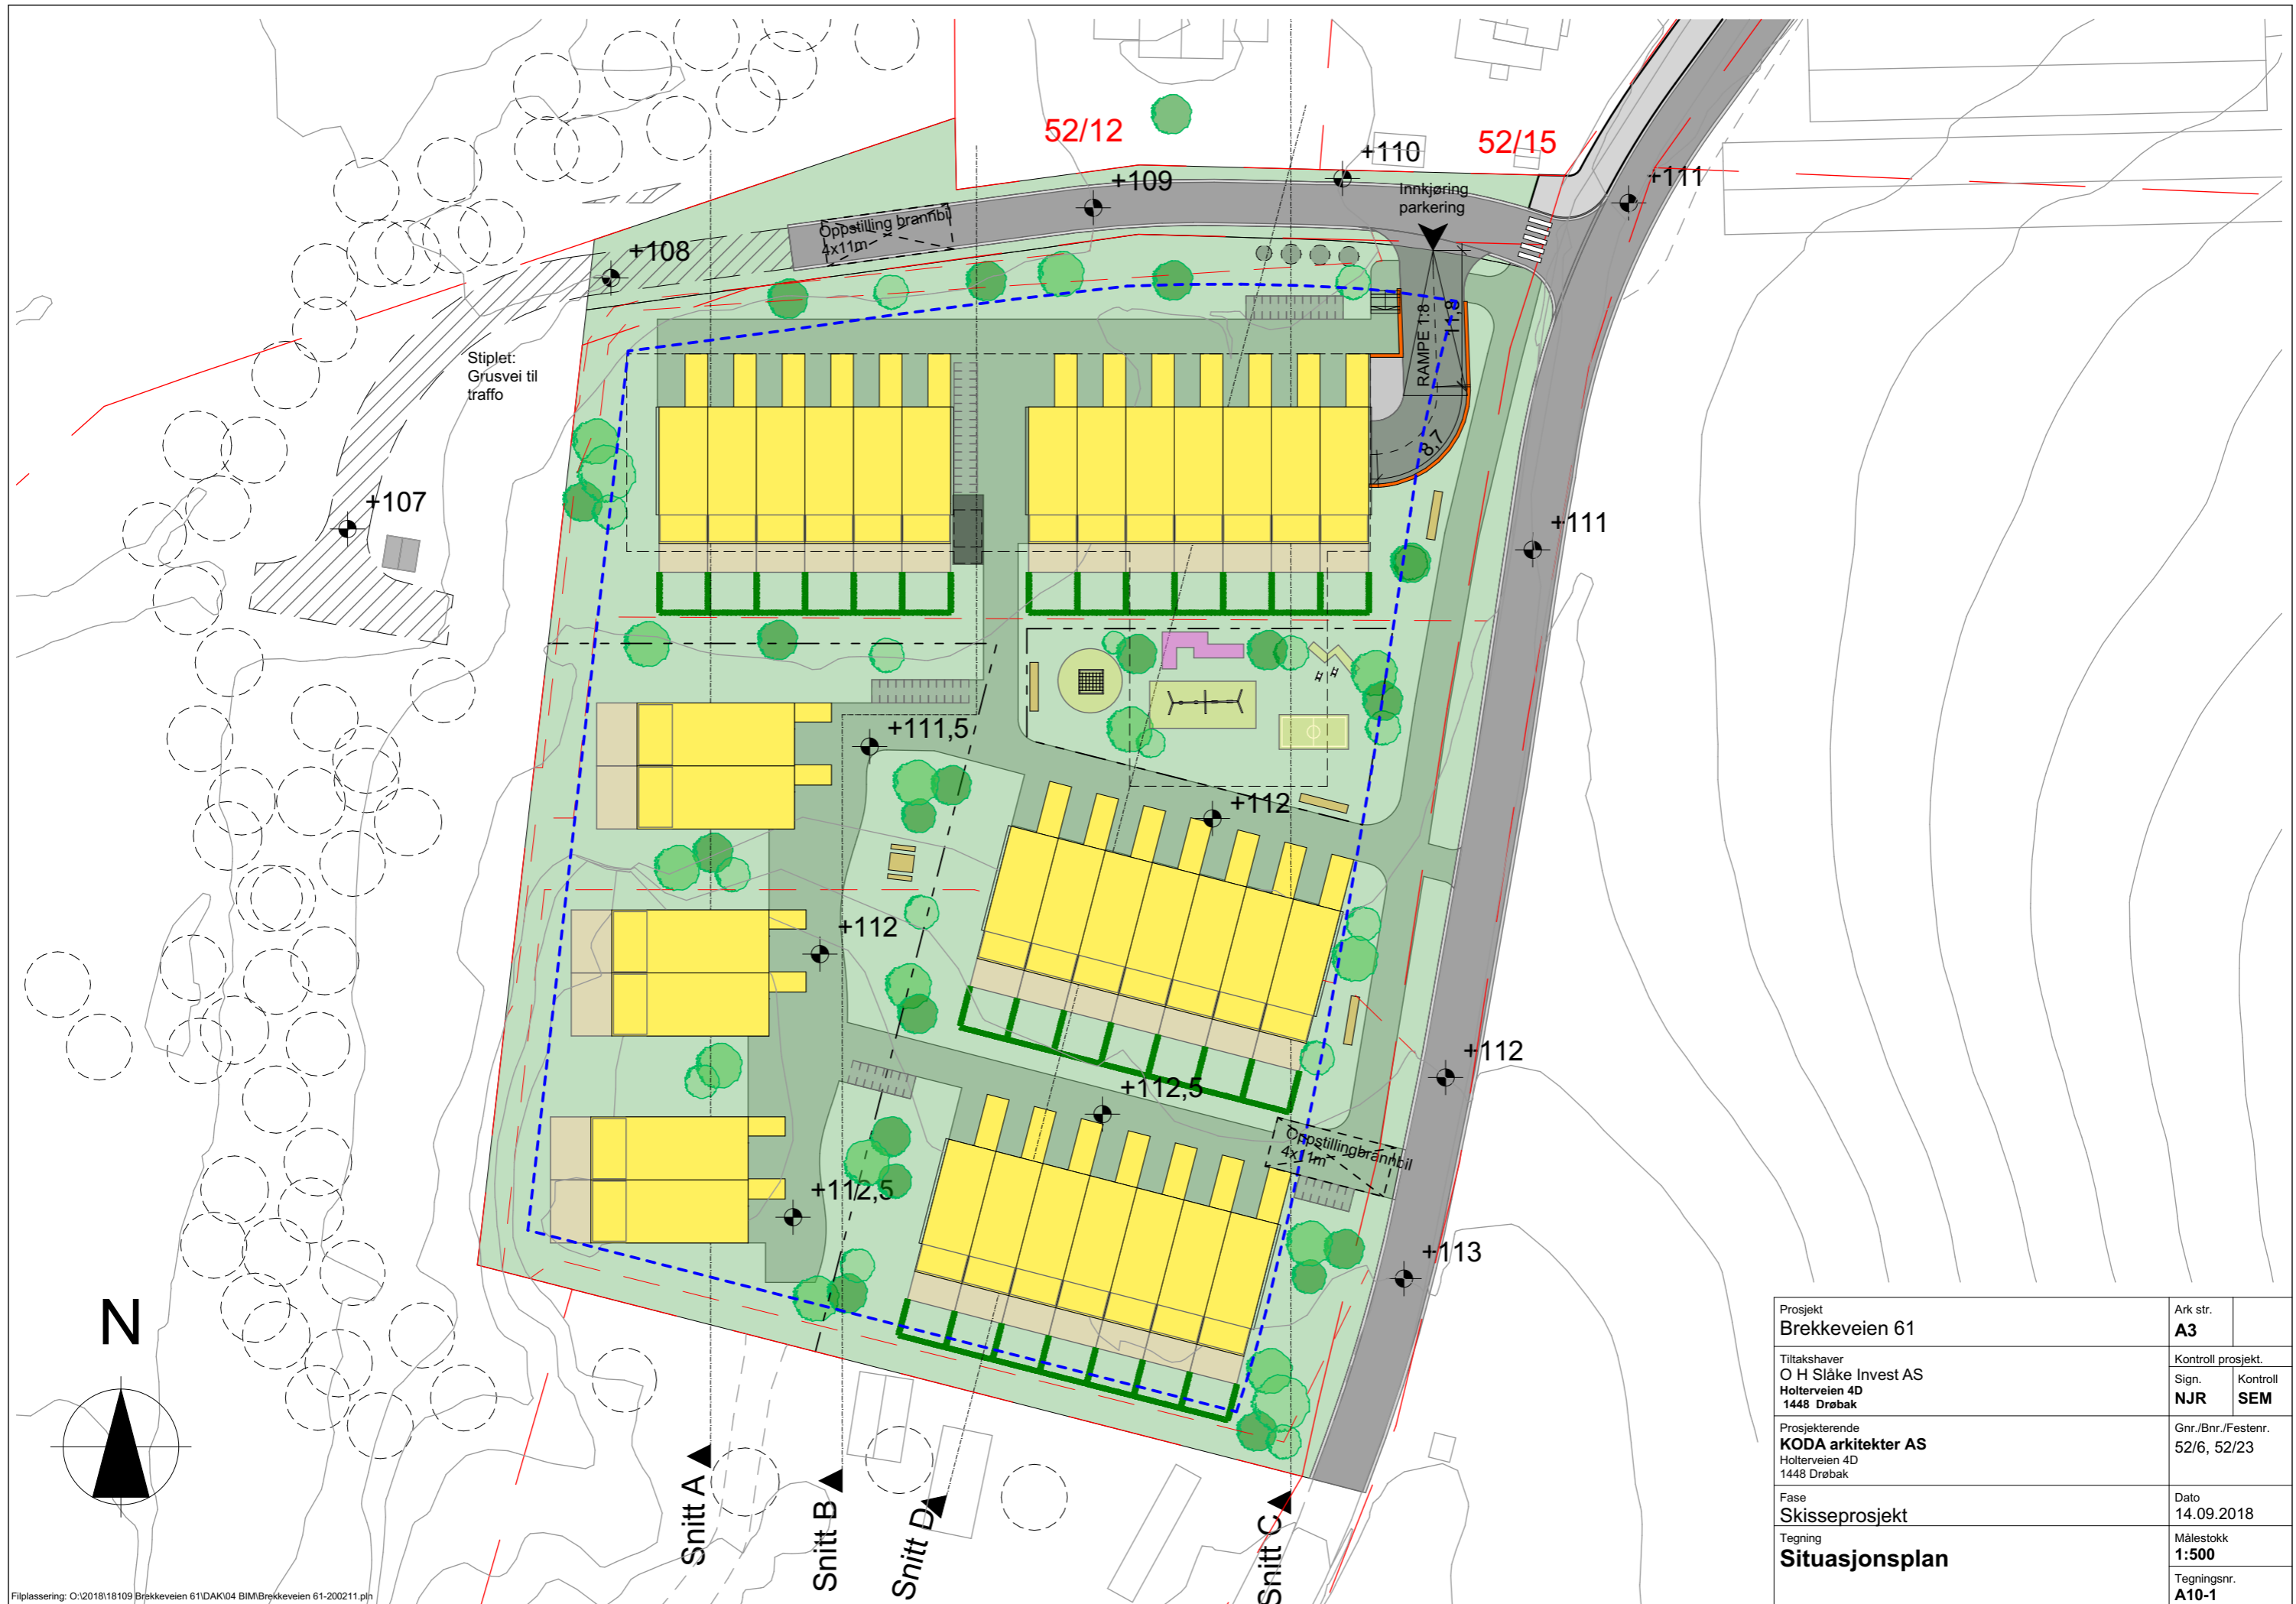 52/12
52/15
+110
+109
+111
Innkjøring
parkering
Oppstilling brannbil
4x11m
+108
RAMPE 1:8
11,9
Stiplet:
Grusvei til
traffo
8,7
+107
+111
+111,5
+112
+112
+112
+112,5
Oppstillingbrannbil
4x11m
+112,5
+113
N
Snitt A
Snitt B
Snitt D
Snitt C
Prosjekt
Brekkeveien 61
Ark str.
A3
Tiltakshaver
O H Slåke Invest AS
Holterveien 4D
1448 Drøbak
Kontroll prosjekt.
Sign.
Kontroll
NJR
SEM
Prosjekterende
KODA arkitekter AS
Holterveien 4D
1448 Drøbak
Gnr./Bnr./Festenr.
52/6, 52/23
Fase
Skisseprosjekt
Dato
14.09.2018
Tegning
Situasjonsplan
Målestokk
1:500
Tegningsnr.
A10-1
Filplassering: O:\2018\18109 Brekkeveien 61\DAK\04 BIM\Brekkeveien 61-200211.pln